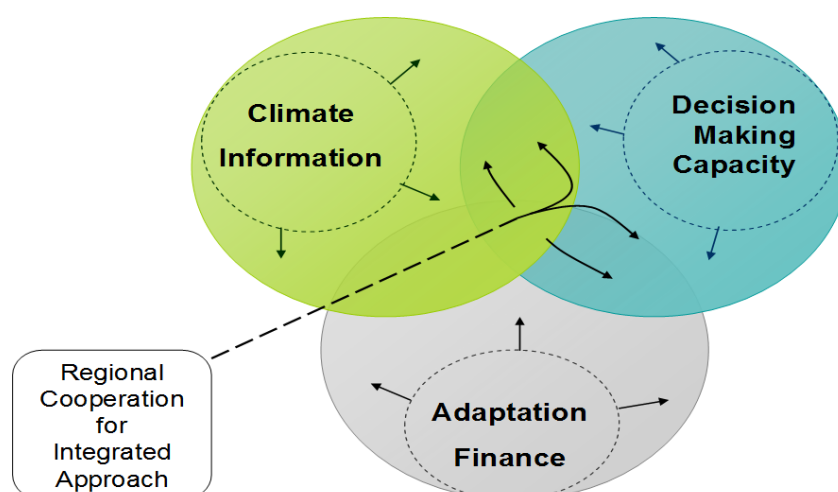 Climate
Information
Decision
Making
Capacity
Adaptation
Finance
Regional
Cooperation
for
Integrated
Approach